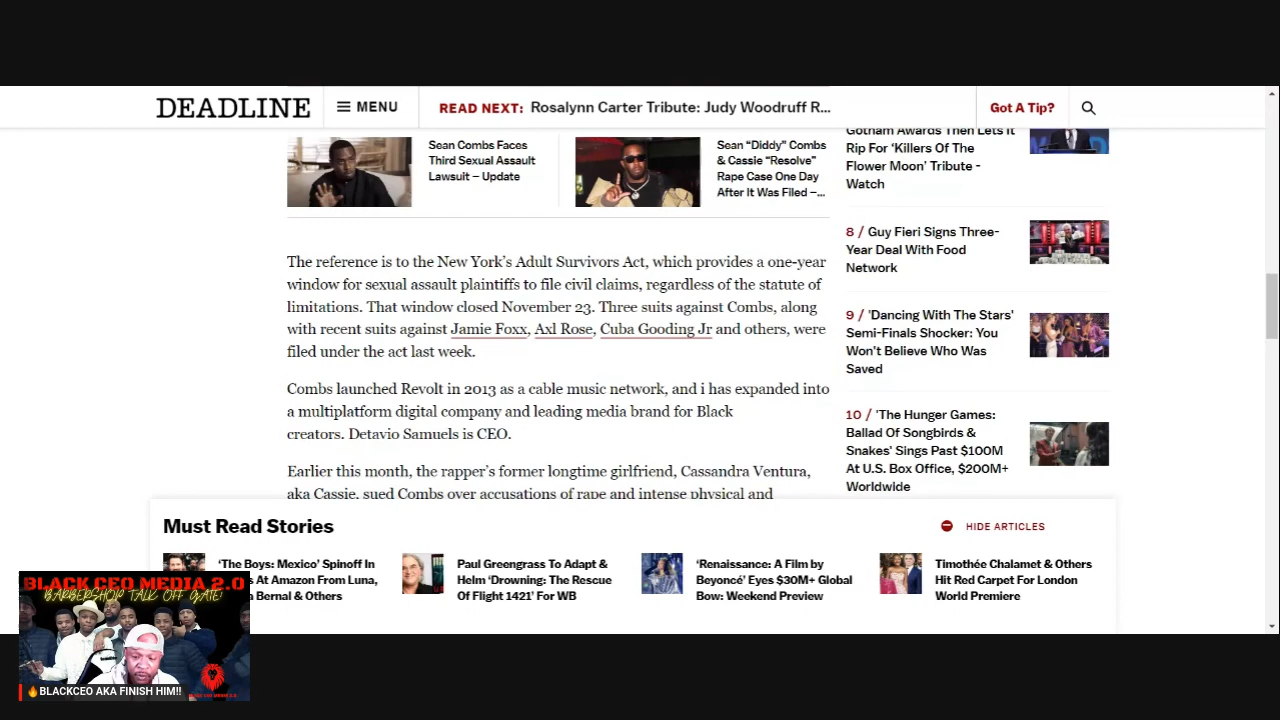 DEADLINE
MENU
READ NEXT: Rosalynn Carter Tribute: Judy Woodruff R...
Got A Tip?
Sean Combs Faces
Third Sexual Assault
Lawsuit – Update
Sean “Diddy” Combs
& Cassie “Resolve”
Rape Case One Day
After It Was Filed –...
The reference is to the New York’s Adult Survivors Act, which provides a one-year
window for sexual assault plaintiffs to file civil claims, regardless of the statute of
limitations. That window closed November 23. Three suits against Combs, along
with recent suits against Jamie Foxx, Axl Rose, Cuba Gooding Jr and others, were
filed under the act last week.
Combs launched Revolt in 2013 as a cable music network, and i has expanded into
a multiplatform digital company and leading media brand for Black
creators. Detavio Samuels is CEO.
Earlier this month, the rapper’s former longtime girlfriend, Cassandra Ventura,
aka Cassie, sued Combs over accusations of rape and intense physical and
Gotham Awards Then Lets It
Rip For ‘Killers Of The
Flower Moon’ Tribute -
Watch
8 / Guy Fieri Signs Three-
Year Deal With Food
Network
9 / 'Dancing With The Stars'
Semi-Finals Shocker: You
Won't Believe Who Was
Saved
10 / 'The Hunger Games:
Ballad Of Songbirds &
Snakes' Sings Past $100M
At U.S. Box Office, $200M+
Worldwide
Must Read Stories
HIDE ARTICLES
‘The Boys: Mexico’ Spinoff In
At Amazon From Luna,
Bernal & Others
Paul Greengrass To Adapt &
Helm ‘Drowning: The Rescue
Of Flight 1421’ For WB
‘Renaissance: A Film by
Beyoncé’ Eyes $30M+ Global
Bow: Weekend Preview
Timothée Chalamet & Others
Hit Red Carpet For London
World Premiere
BLACK CEO MEDIA 2.0
BARBERSHOP TALK OFF GATE!
BLACK CEO MEDIA 2.0
🔥BLACKCEO AKA FINISH HIM!!